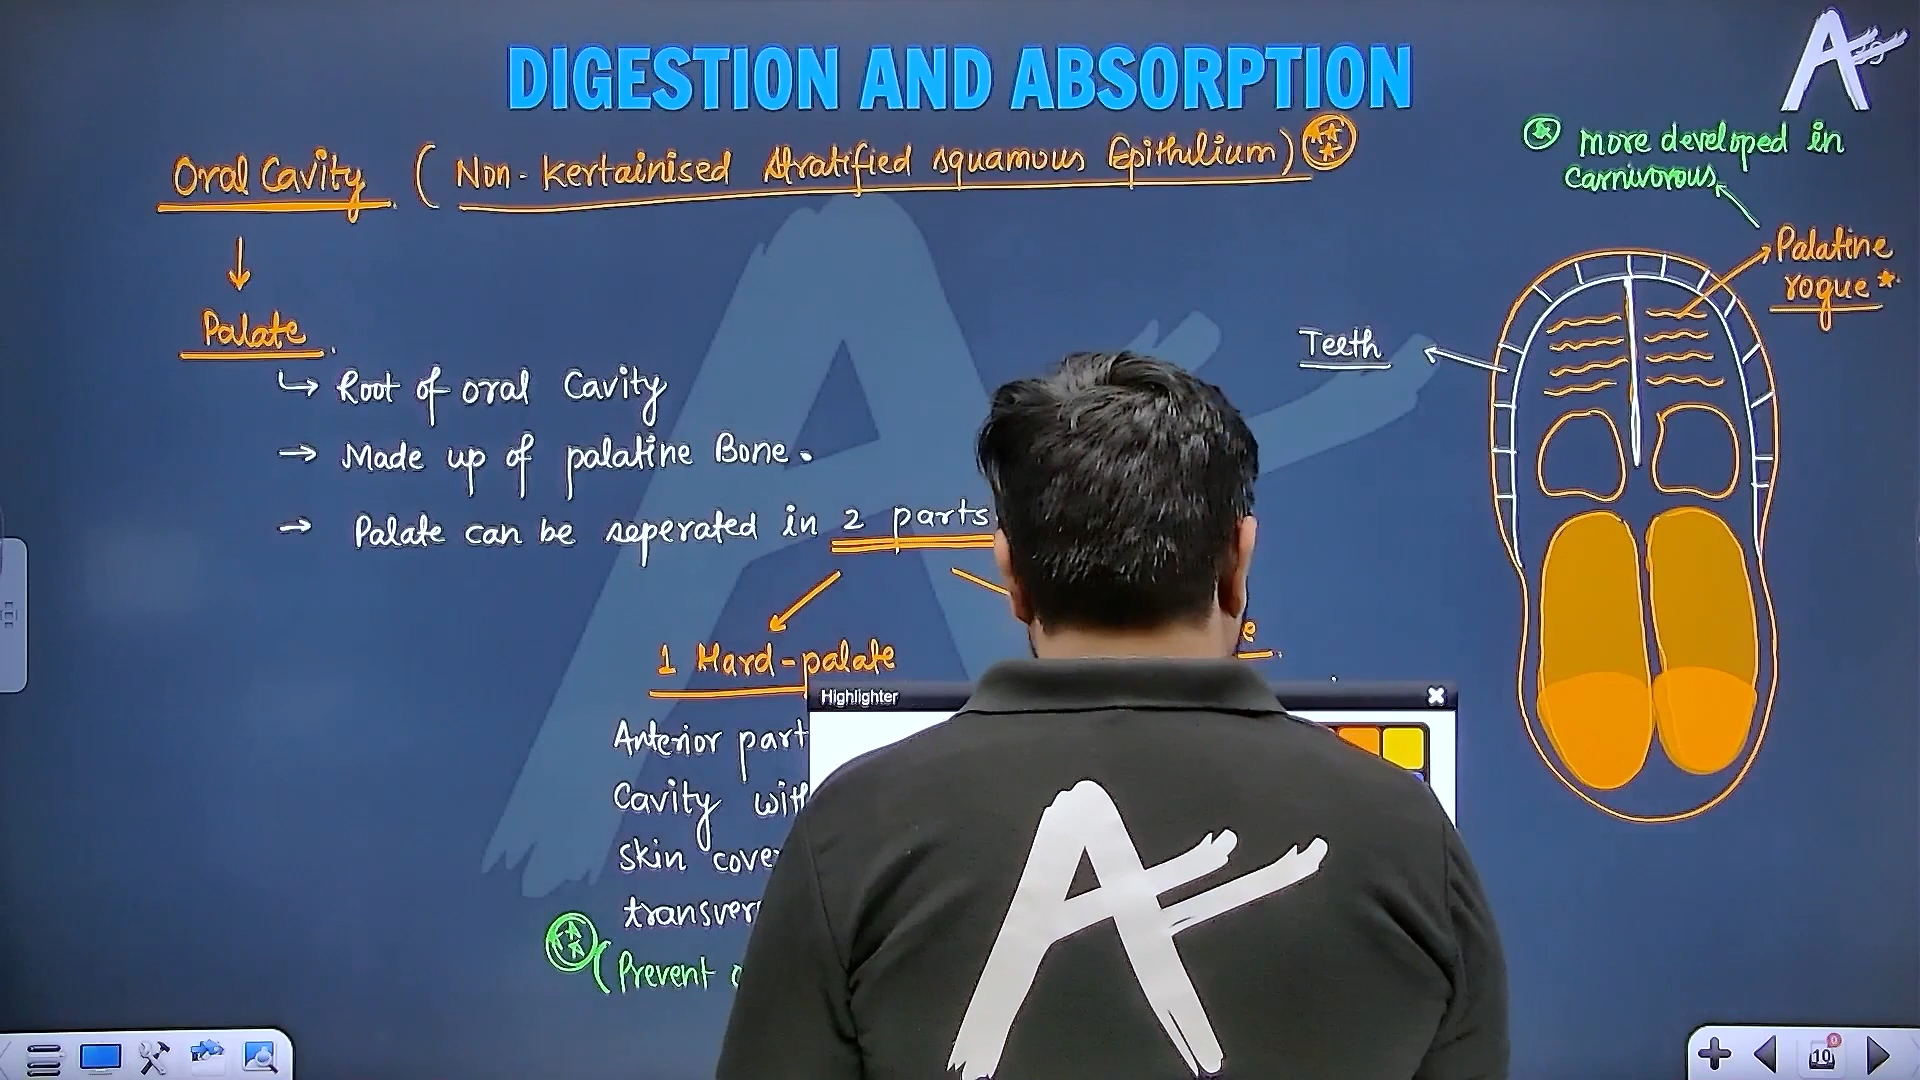 DIGESTION AND ABSORPTION
Oral Cavity ( Non-kertainised stratified squamous Epithilium)
Palate
Root of oral Cavity
→ Made up of palatine Bone.
→ Palate can be seperated in 2 parts
1 Hard-palate
Anterior part
Cavity
skin
(Prevent
Highlighter
more developed in
carnivorous
Palatine
rogue *
Teeth
10